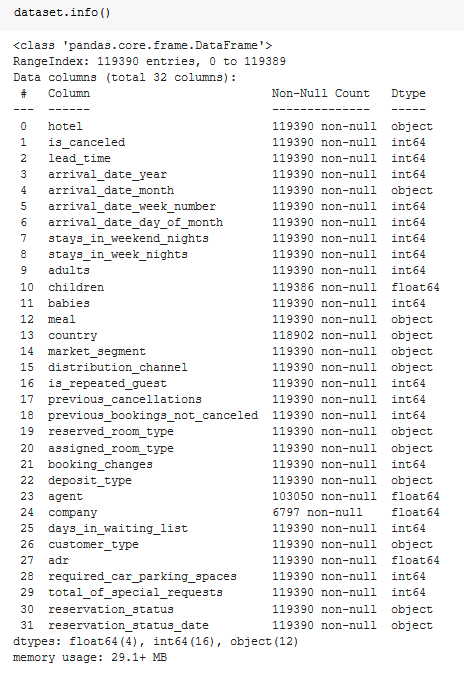 dataset.info()
<class 'pandas.core.frame.DataFrame'>
RangeIndex: 119390 entries, 0 to 119389
Data columns (total 32 columns):
 #   Column                          Non-Null Count   Dtype
---  ------                          --------------   -----
 0   hotel                           119390 non-null  object
 1   is_canceled                     119390 non-null  int64
 2   lead_time                       119390 non-null  int64
 3   arrival_date_year               119390 non-null  int64
 4   arrival_date_month              119390 non-null  object
 5   arrival_date_week_number        119390 non-null  int64
 6   arrival_date_day_of_month       119390 non-null  int64
 7   stays_in_weekend_nights         119390 non-null  int64
 8   stays_in_week_nights            119390 non-null  int64
 9   adults                          119390 non-null  int64
 10  children                        119386 non-null  float64
 11  babies                          119390 non-null  int64
 12  meal                            119390 non-null  object
 13  country                         118902 non-null  object
 14  market_segment                  119390 non-null  object
 15  distribution_channel            119390 non-null  object
 16  is_repeated_guest               119390 non-null  int64
 17  previous_cancellations          119390 non-null  int64
 18  previous_bookings_not_canceled  119390 non-null  int64
 19  reserved_room_type              119390 non-null  object
 20  assigned_room_type              119390 non-null  object
 21  booking_changes                 119390 non-null  int64
 22  deposit_type                    119390 non-null  object
 23  agent                           103050 non-null  float64
 24  company                         6797 non-null    float64
 25  days_in_waiting_list            119390 non-null  int64
 26  customer_type                   119390 non-null  object
 27  adr                             119390 non-null  float64
 28  required_car_parking_spaces     119390 non-null  int64
 29  total_of_special_requests       119390 non-null  int64
 30  reservation_status              119390 non-null  object
 31  reservation_status_date         119390 non-null  object
dtypes: float64(4), int64(16), object(12)
memory usage: 29.1+ MB